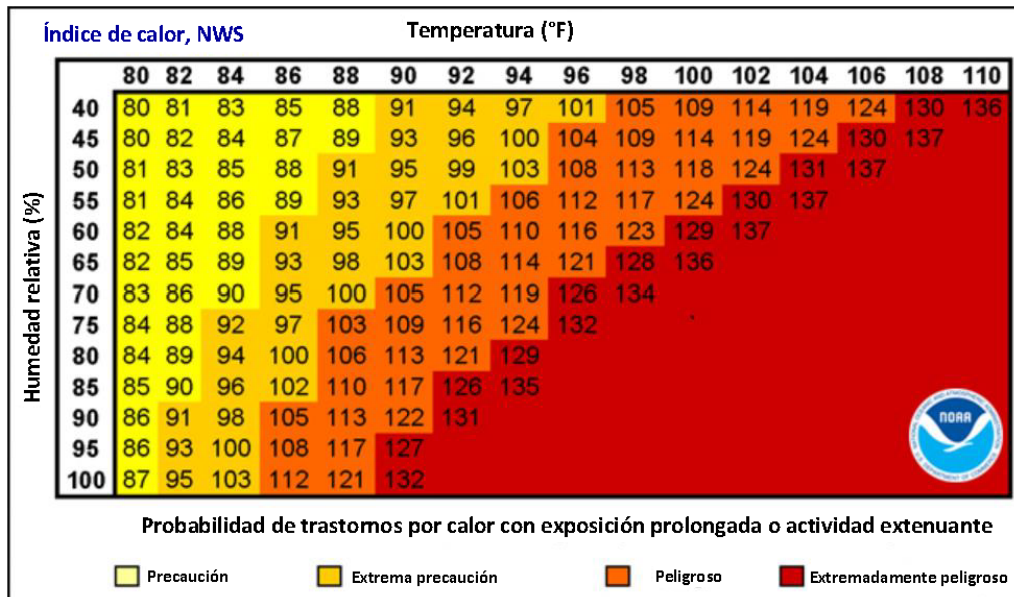 Índice de calor, NWS
Temperatura (°F)
80 82 84 86 88 90 92 94 96 98 100 102 104 106 108 110
Humedad relativa (%)
40 80 81 83 85 88 91 94 97 101 105 109 114 119 124 130 136
45 80 82 84 87 89 93 96 100 104 109 114 119 124 130 137
50 81 83 85 88 91 95 99 103 108 113 118 124 131 137
55 81 84 86 89 93 97 101 106 112 117 124 130 137
60 82 84 88 91 95 100 105 110 116 123 129 137
65 82 85 89 93 98 103 108 114 121 128 136
70 83 86 90 95 100 105 112 119 126 134
75 84 88 92 97 103 109 116 124 132
80 84 89 94 100 106 113 121 129
85 85 90 96 102 110 117 126 135
90 86 91 98 105 113 122 131
95 86 93 100 108 117 127
100 87 95 103 112 121 132
NOAA
Probabilidad de trastornos por calor con exposición prolongada o actividad extenuante
Precaución
Extrema precaución
Peligroso
Extremadamente peligroso